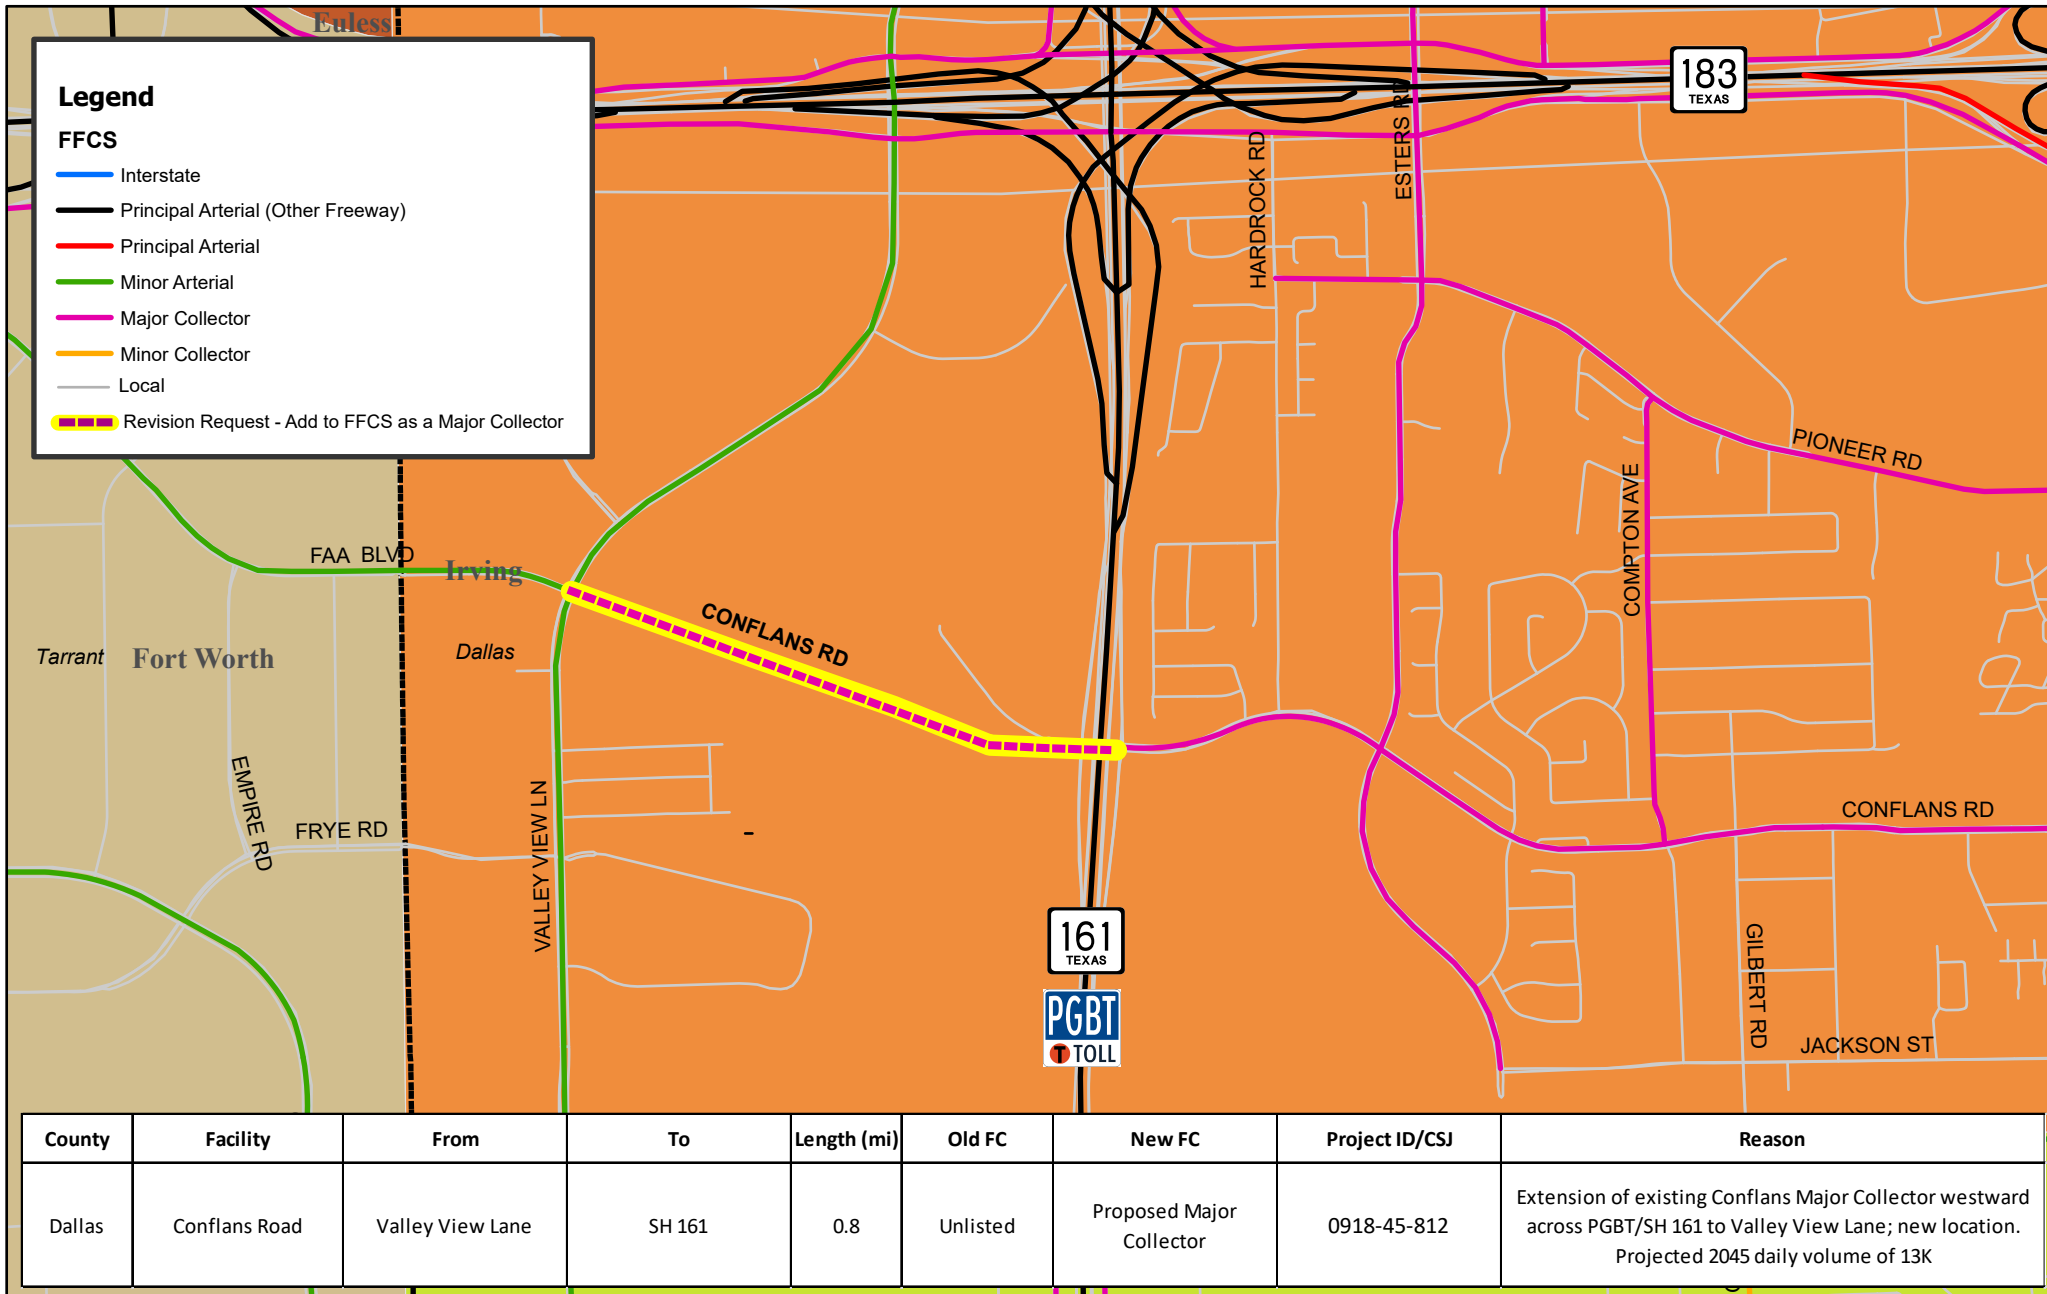 Euless
Legend
FFCS
Interstate
Principal Arterial (Other Freeway)
Principal Arterial
Minor Arterial
Major Collector
Minor Collector
Local
Revision Request - Add to FFCS as a Major Collector
183
TEXAS
HARDROCK RD
ESTERS RD
PIONEER RD
COMPTON AVE
FAA BLVD
Irving
CONFLANS RD
Tarrant
Fort Worth
Dallas
EMPIRE RD
FRYE RD
VALLEY VIEW LN
CONFLANS RD
161
TEXAS
PGBT
T TOLL
GILBERT RD
JACKSON ST
County Facility From To Length (mi) Old FC New FC Project ID/CSJ Reason
Dallas Conflans Road Valley View Lane SH 161 0.8 Unlisted Proposed Major Collector 0918-45-812 Extension of existing Conflans Major Collector westward
across PGBT/SH 161 to Valley View Lane; new location.
Projected 2045 daily volume of 13K